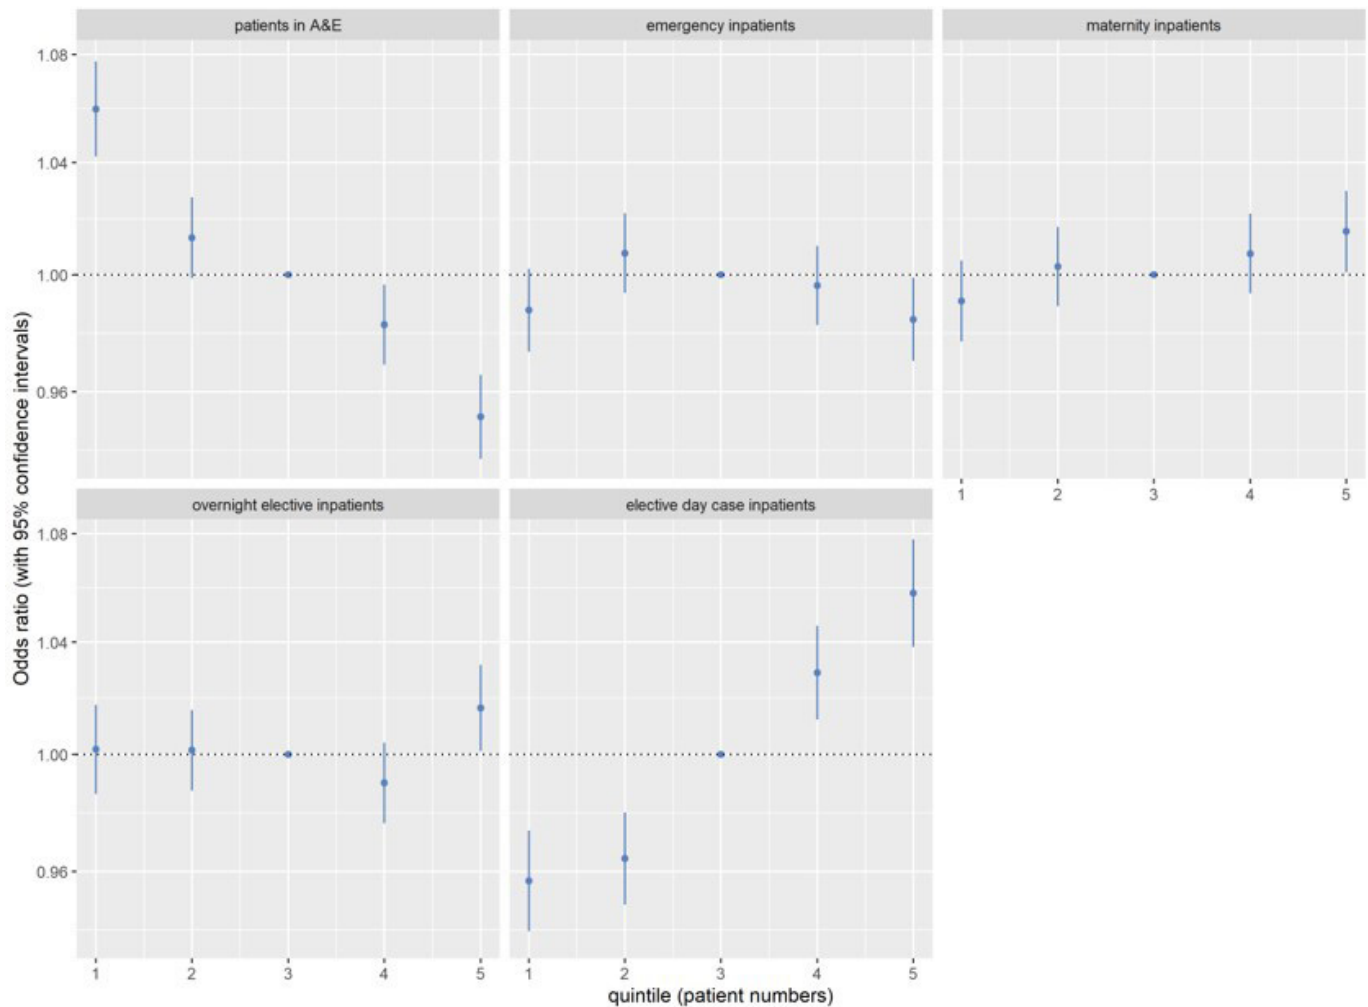 patients in A&E
emergency inpatients
maternity inpatients
1.08
1.04
1.00
0.96
1 2 3 4 5
overnight elective inpatients
elective day case inpatients
1.08
1.04
1.00
0.96
1 2 3 4 5
1 2 3 4 5
Odds ratio (with 95% confidence intervals)
quintile (patient numbers)